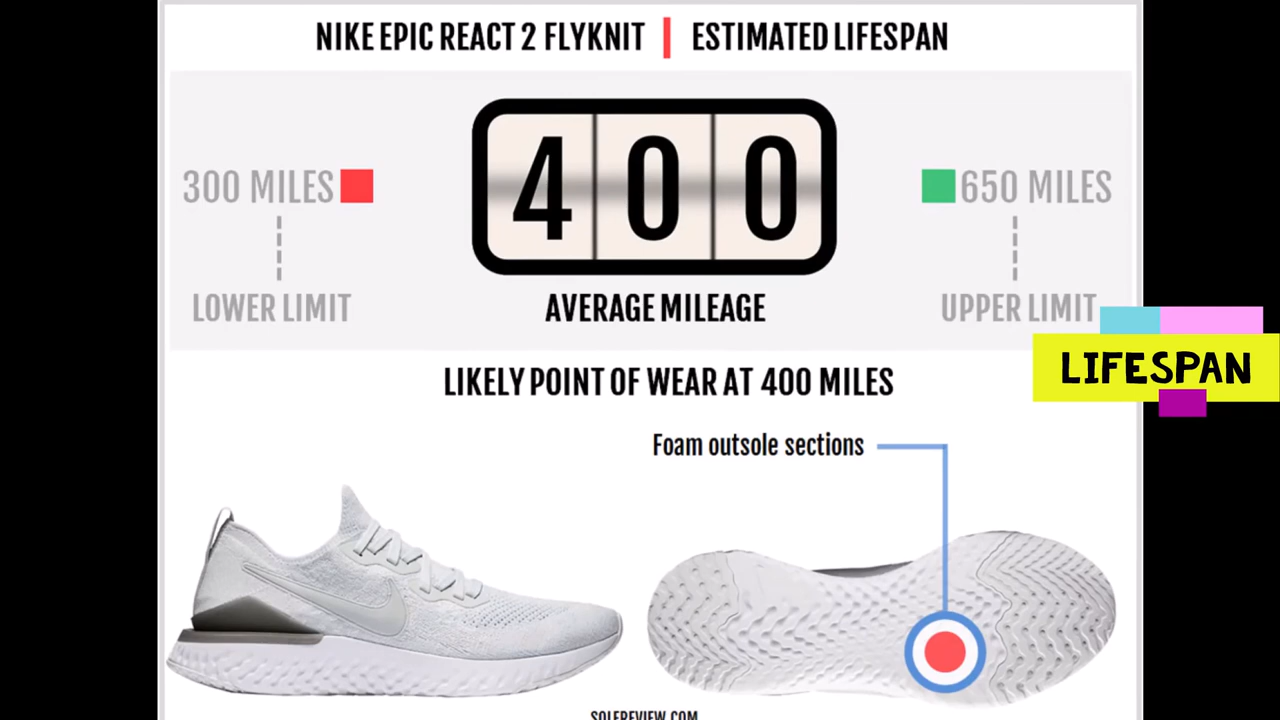 NIKE EPIC REACT 2 FLYKNIT | ESTIMATED LIFESPAN
400
300 MILES
650 MILES
LOWER LIMIT
AVERAGE MILEAGE
UPPER LIMIT
LIFESPAN
LIKELY POINT OF WEAR AT 400 MILES
Foam outsole sections
SOLEREVIEW.COM